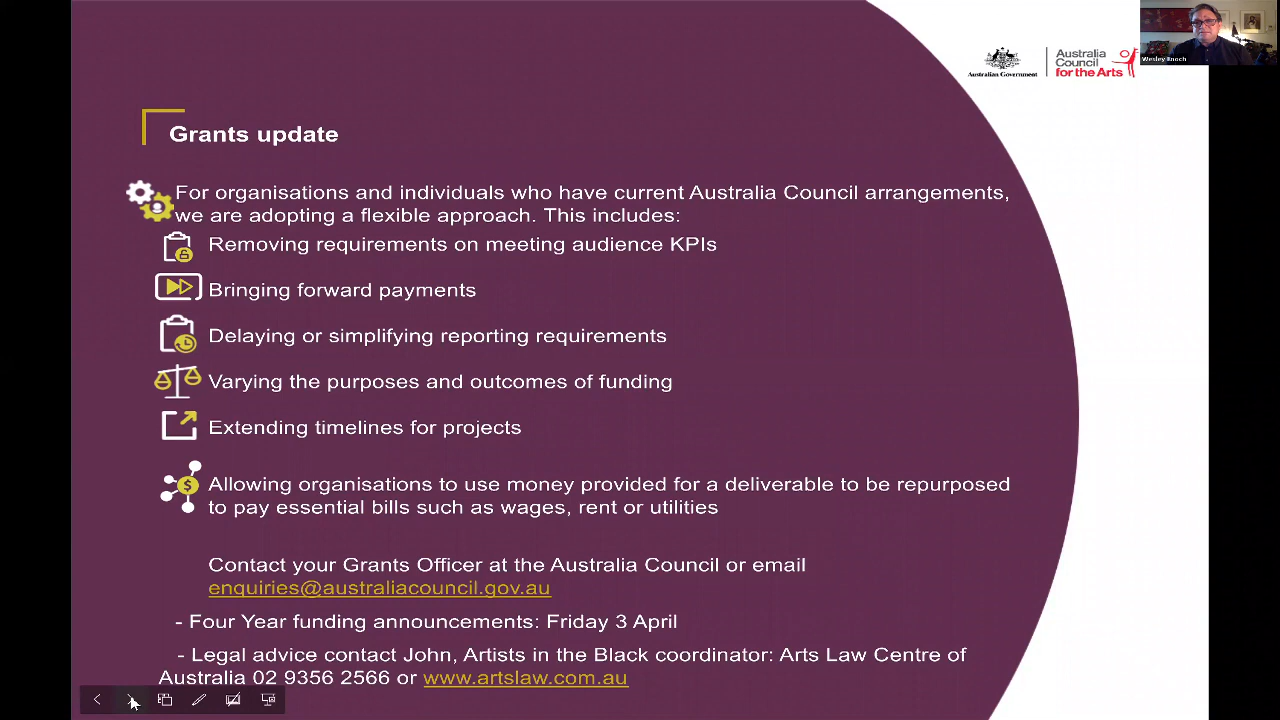 Australian Government
Australia
Council
for the Arts
Wesley Enoch
Grants update
For organisations and individuals who have current Australia Council arrangements,
we are adopting a flexible approach. This includes:
Removing requirements on meeting audience KPIs
Bringing forward payments
Delaying or simplifying reporting requirements
Varying the purposes and outcomes of funding
Extending timelines for projects
$
Allowing organisations to use money provided for a deliverable to be repurposed
to pay essential bills such as wages, rent or utilities
Contact your Grants Officer at the Australia Council or email
enquiries@australiacouncil.gov.au
- Four Year funding announcements: Friday 3 April
- Legal advice contact John, Artists in the Black coordinator: Arts Law Centre of
Australia 02 9356 2566 or www.artslaw.com.au